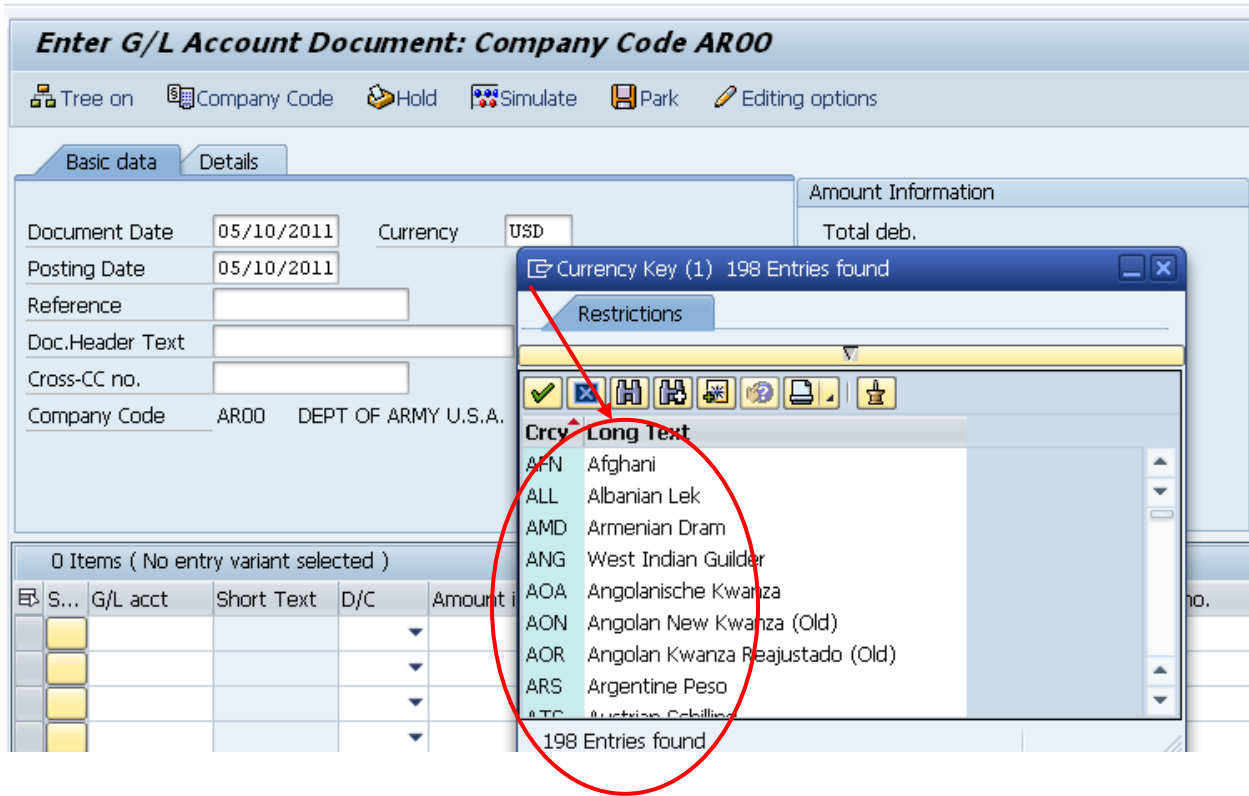 Enter G/L Account Document: Company Code AR00
Tree on Company Code Hold Simulate Park Editing options
Basic data Details
Amount Information
Document Date 05/10/2011 Currency USD
Total deb.
Posting Date 05/10/2011
Reference
Doc.Header Text
Cross-CC no.
Company Code AR00 DEPT OF ARMY U.S.A.
Currency Key (1) 198 Entries found
Restrictions
Crcy Long Text
AFN Afghani
ALL Albanian Lek
AMD Armenian Dram
ANG West Indian Guilder
AOA Angolanische Kwanza
AON Angolan New Kwanza (Old)
AOR Angolan Kwanza Reajustado (Old)
ARS Argentine Peso
ATS Austrian Schilling
198 Entries found
0 Items ( No entry variant selected )
S... G/L acct Short Text D/C Amount i no.